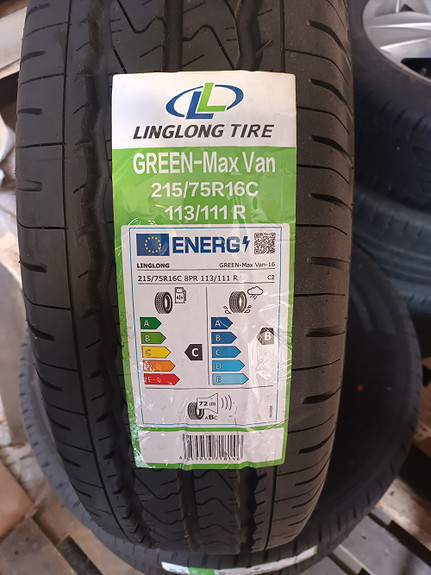 LINGLONG TIRE
GREEN-Max Van
215/75R16C
113/111 R
ENERG
LINGLONG GREEN-Max Van-16
215/75R16C 8PR 113/111 R C2
A A
B B B
C C C
D
E E
72 dB
ABC